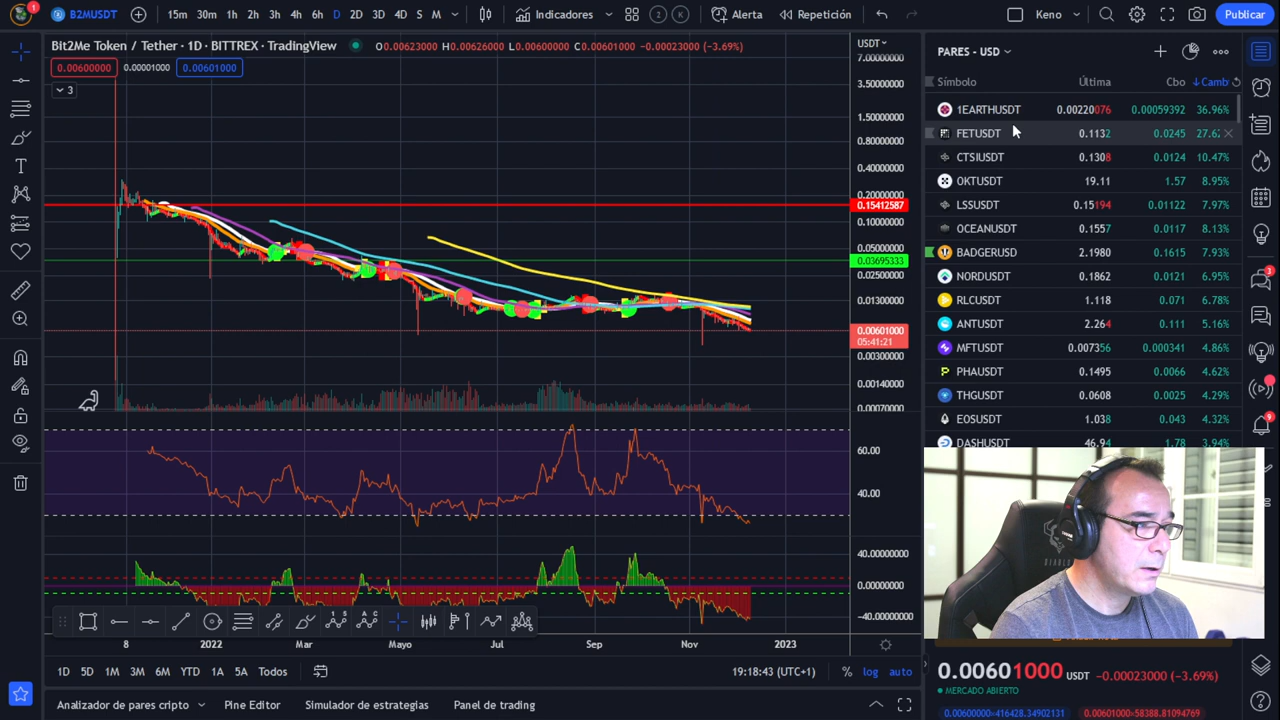 1
B2MUSDT
15m 30m 1h 2h 3h 4h 6h D 2D 3D 4D S M
Indicadores
2 K
Alerta
Repetición
Keno
Publicar
Bit2Me Token / Tether · 1D · BITTREX · TradingView
O0.00623000 H0.00626000 L0.00600000 C0.00601000 −0.00023000 (−3.69%)
0.00600000 0.00001000 0.00601000
3
USDT
7.00000000
3.50000000
1.50000000
0.80000000
0.40000000
0.20000000
0.15412587
0.10000000
0.05000000
0.03695333
0.02500000
0.01300000
0.00601000
05:41:21
0.00300000
0.00140000
0.00070000
60.00
40.00
40.00000000
0.00000000
−40.00000000
8 2022 Mar Mayo Jul Sep Nov 2023
1D 5D 1M 3M 6M YTD 1A 5A Todos
19:18:43 (UTC+1)
% log auto
Analizador de pares cripto Pine Editor Simulador de estrategias Panel de trading
PARES - USD
Símbolo Última Cbo Camb
1EARTHUSDT 0.00220076 0.00059392 36.96%
FETUSDT 0.1132 0.0245 27.62
CTSIUSDT 0.1308 0.0124 10.47%
OKTUSDT 19.11 1.57 8.95%
LSSUSDT 0.15194 0.01122 7.97%
OCEANUSDT 0.1557 0.0117 8.13%
BADGERUSD 2.1980 0.1615 7.93%
NORDUSDT 0.1862 0.0121 6.95%
RLCUSDT 1.118 0.071 6.78%
ANTUSDT 2.264 0.111 5.16%
MFTUSDT 0.007356 0.000341 4.86%
PHAUSDT 0.1495 0.0066 4.62%
THGUSDT 0.0608 0.0025 4.29%
EOSUSDT 1.038 0.043 4.32%
DASHUSDT 46.94 1.78 3.94%
3
9
0.00601000 USDT −0.00023000 (−3.69%)
MERCADO ABIERTO
0.00600000×416428.34902131 0.00601000×58388.81094769